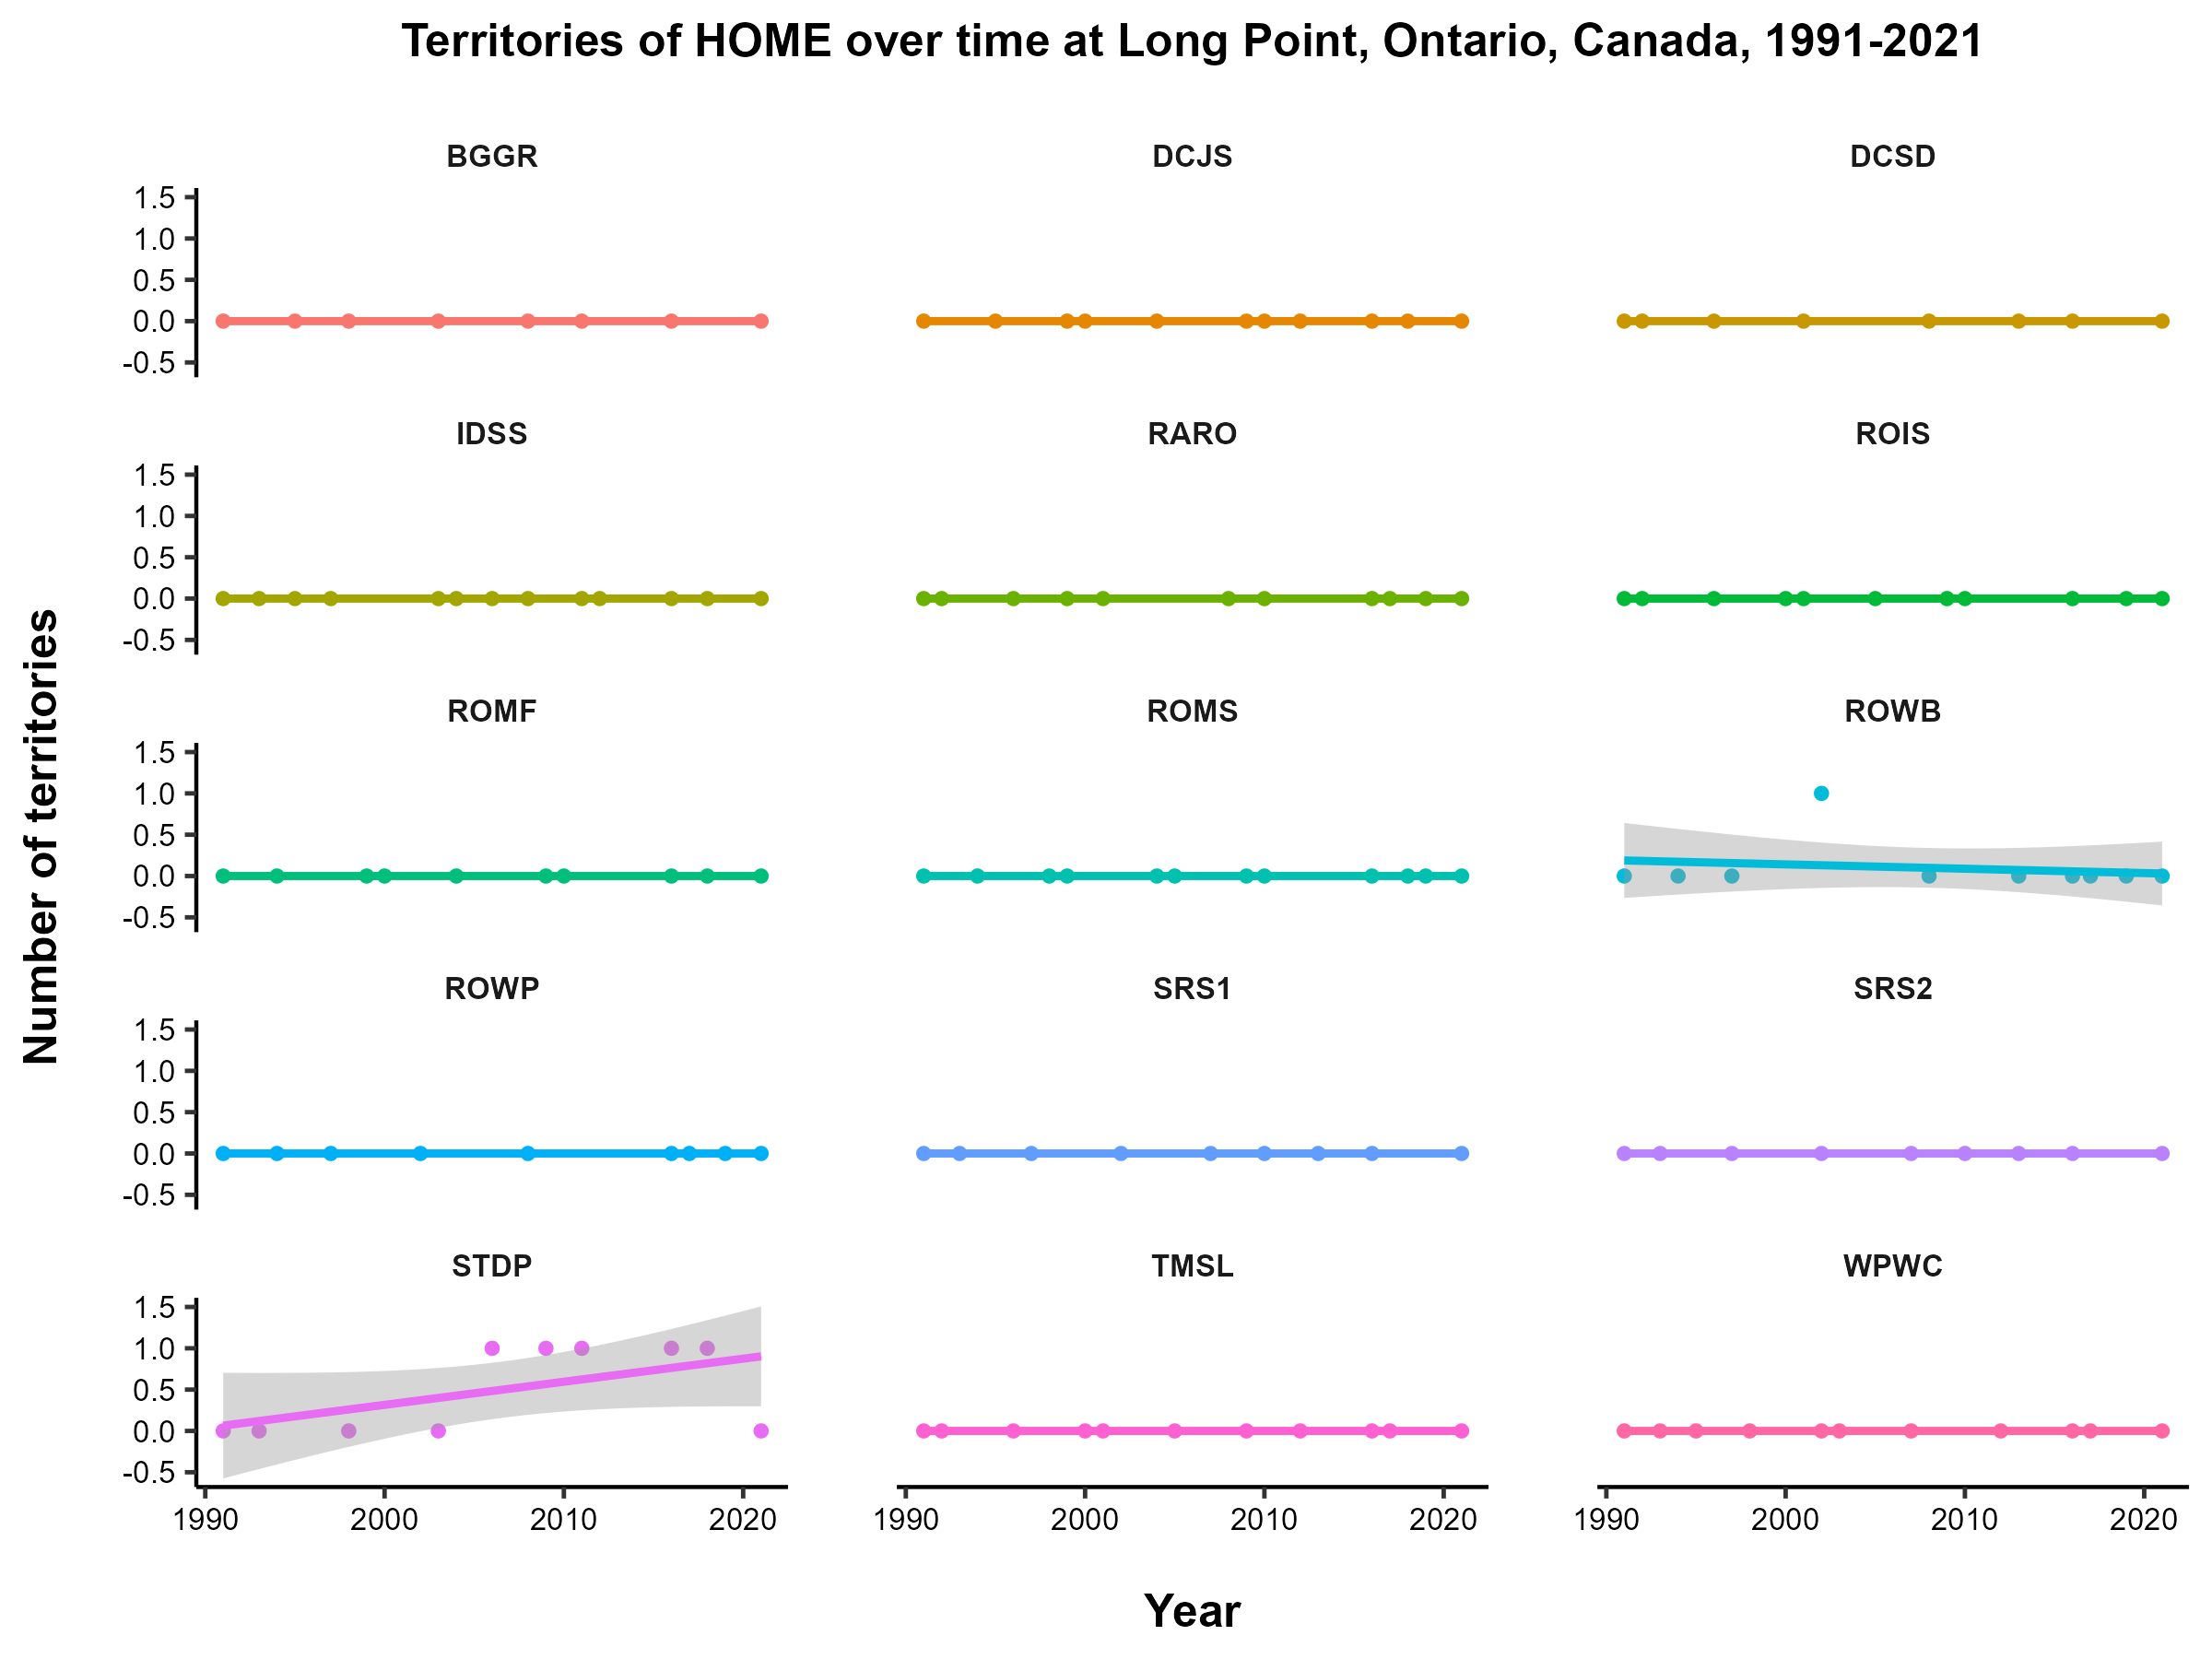 Territories of HOME over time at Long Point, Ontario, Canada, 1991-2021
BGGR DCJS DCSD
1.5
1.0
0.5
0.0
-0.5
IDSS RARO ROIS
1.5
1.0
0.5
0.0
-0.5
ROMF ROMS ROWB
1.5
1.0
0.5
0.0
-0.5
ROWP SRS1 SRS2
1.5
1.0
0.5
0.0
-0.5
STDP TMSL WPWC
1.5
1.0
0.5
0.0
-0.5
1990 2000 2010 2020 1990 2000 2010 2020 1990 2000 2010 2020
Number of territories
Year